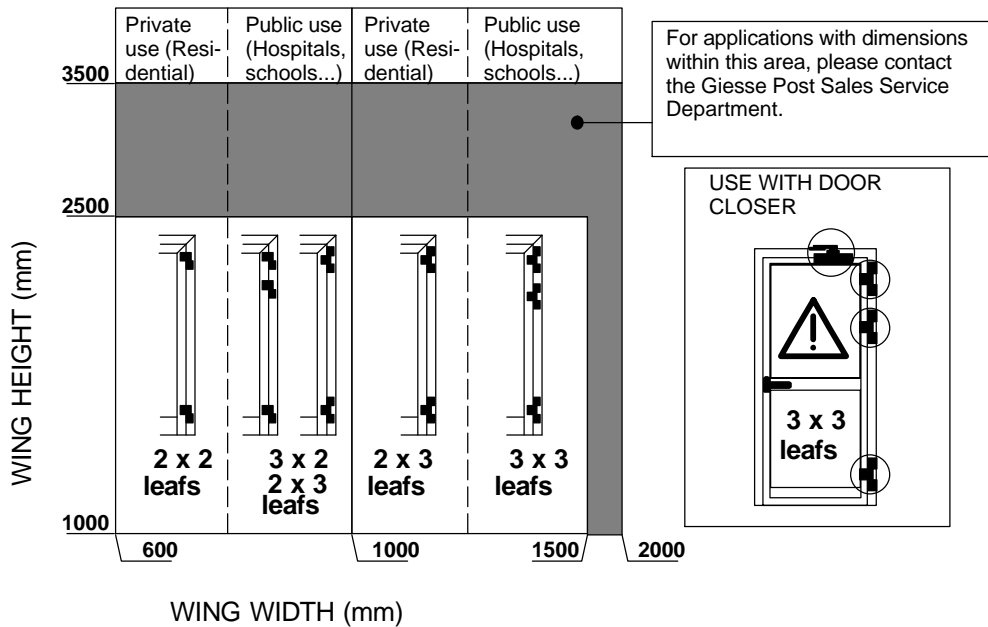 Private
use (Resi-
dential)
Public use
(Hospitals,
schools...)
Private
use (Resi-
dential)
Public use
(Hospitals,
schools...)
For applications with dimensions
within this area, please contact
the Giesse Post Sales Service
Department.
3500
2500
1000
WING HEIGHT (mm)
2 x 2
leafs
3 x 2
2 x 3
leafs
2 x 3
leafs
3 x 3
leafs
600
1000
1500
2000
WING WIDTH (mm)
USE WITH DOOR
CLOSER
3 x 3
leafs